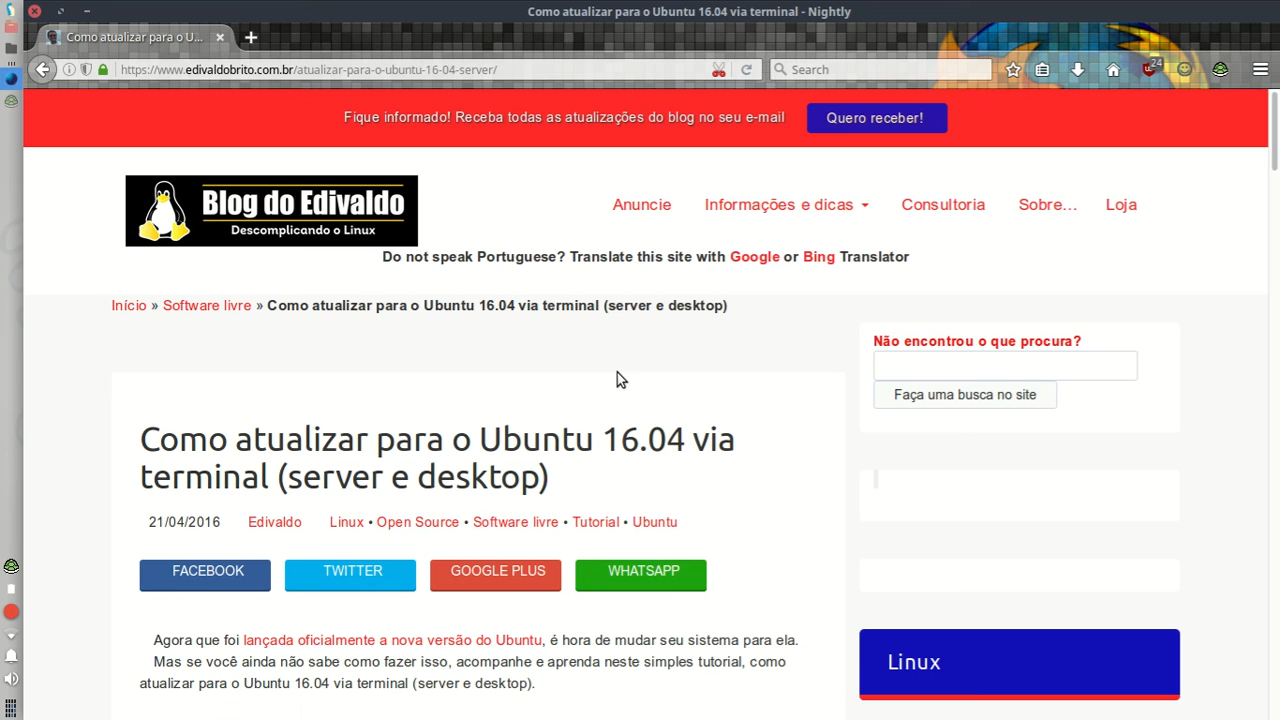 Como atualizar para o Ubuntu 16.04 via terminal - Nightly
Como atualizar para o U...
https://www.edivaldobrito.com.br/atualizar-para-o-ubuntu-16-04-server/
Search
24
Fique informado! Receba todas as atualizações do blog no seu e-mail
Quero receber!
Blog do Edivaldo
Descomplicando o Linux
Anuncie
Informações e dicas
Consultoria
Sobre...
Loja
Do not speak Portuguese? Translate this site with Google or Bing Translator
Início » Software livre » Como atualizar para o Ubuntu 16.04 via terminal (server e desktop)
Não encontrou o que procura?
Faça uma busca no site
Como atualizar para o Ubuntu 16.04 via
terminal (server e desktop)
21/04/2016 Edivaldo Linux • Open Source • Software livre • Tutorial • Ubuntu
FACEBOOK
TWITTER
GOOGLE PLUS
WHATSAPP
Agora que foi lançada oficialmente a nova versão do Ubuntu, é hora de mudar seu sistema para ela.
Mas se você ainda não sabe como fazer isso, acompanhe e aprenda neste simples tutorial, como
atualizar para o Ubuntu 16.04 via terminal (server e desktop).
Linux